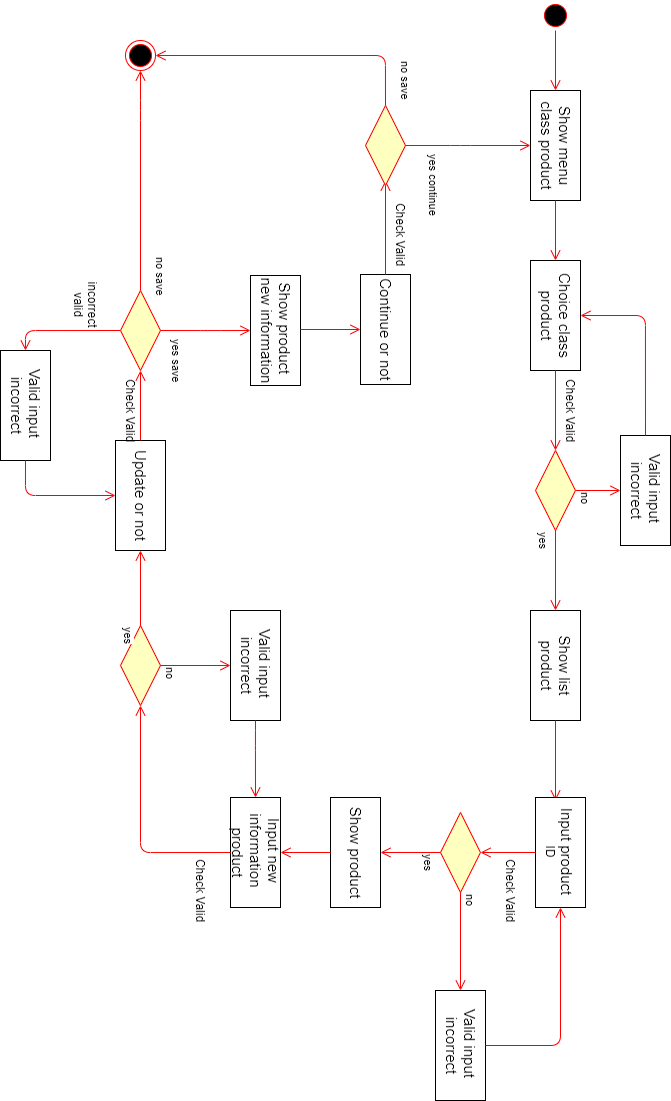 Show menu
class product
Choice class
product
Check Valid
no
Valid input
incorrect
yes
Show list
product
Input product
ID
Check Valid
no
Valid input
incorrect
yes
Show product
Input new
information
product
Check Valid
no
Valid input
incorrect
yes
Update or not
Check Valid
incorrect
valid
Valid input
incorrect
no save
yes save
Show product
new information
Continue or not
Check Valid
yes continue
no save